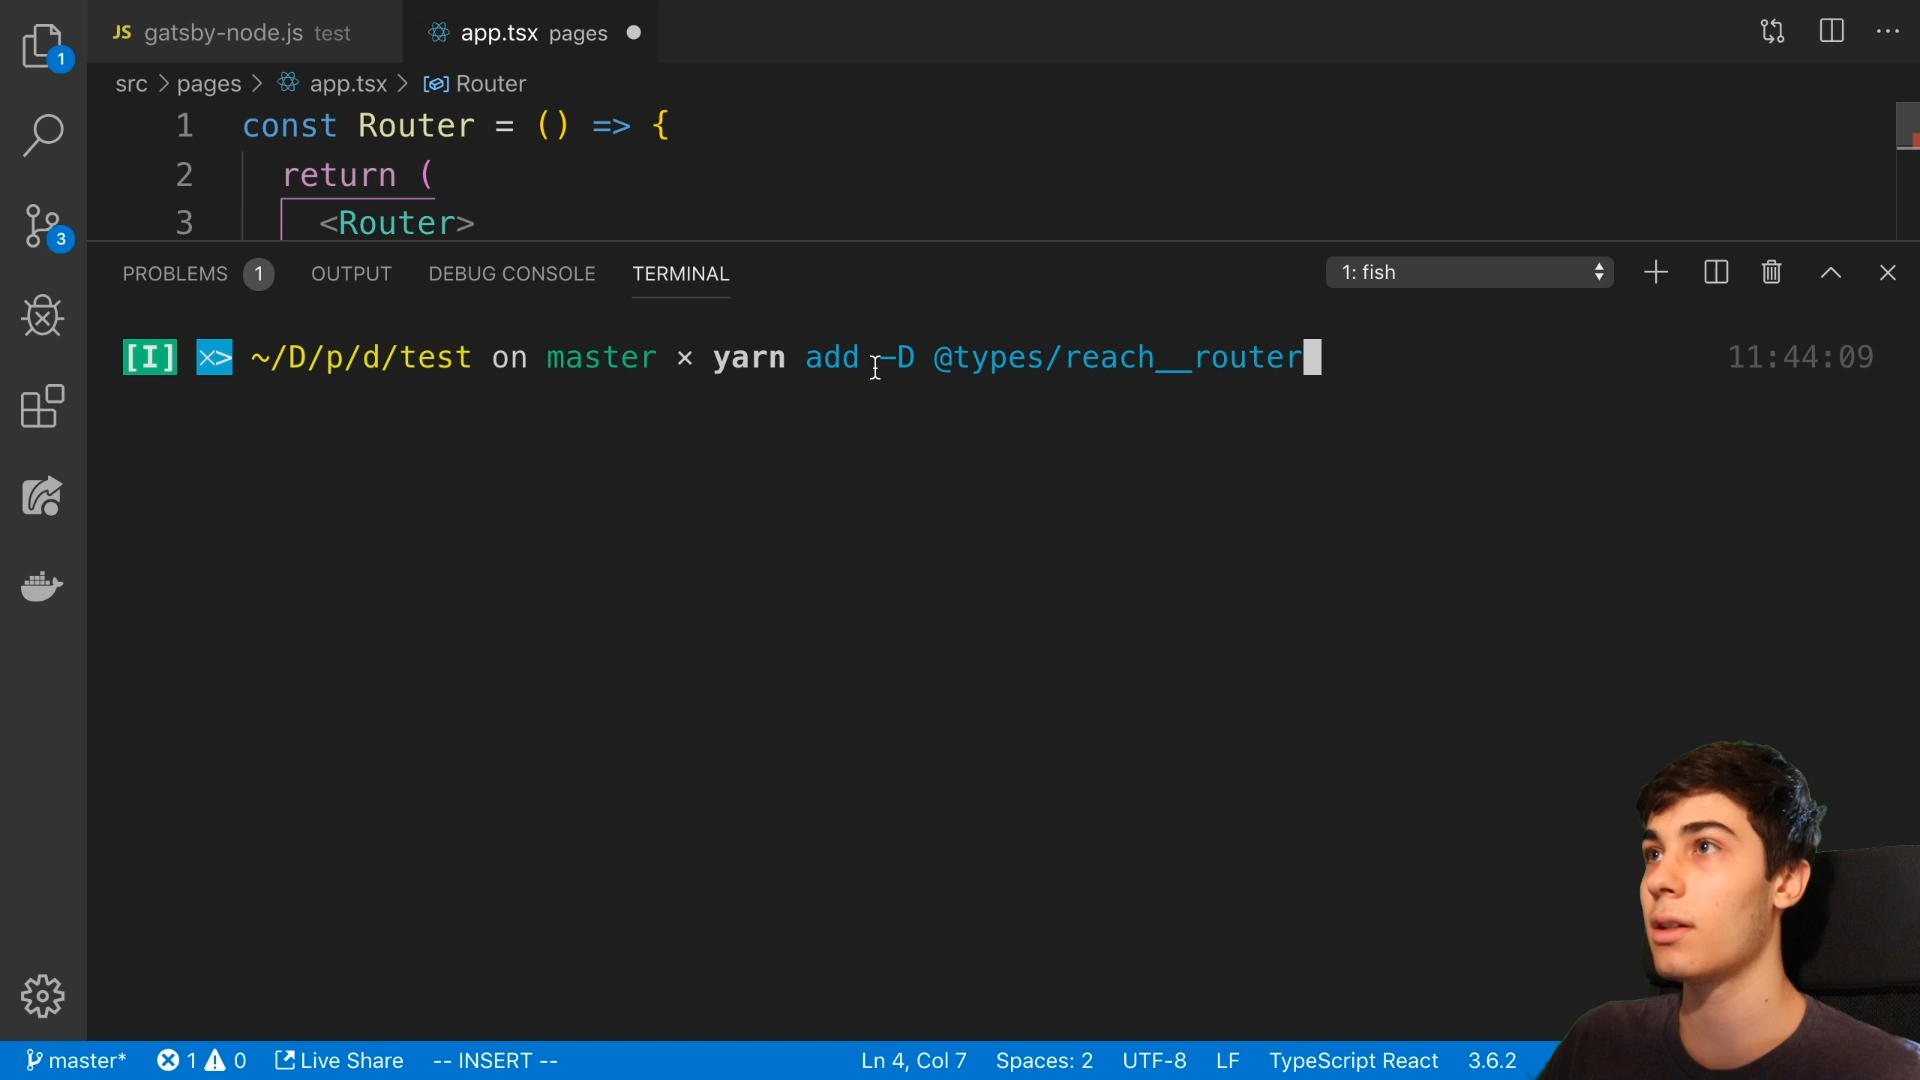 1
JS gatsby-node.js test
app.tsx pages
src > pages > app.tsx > Router
1 const Router = () => {
2 return (
3 <Router>
3
PROBLEMS 1 OUTPUT DEBUG CONSOLE TERMINAL
1: fish
[I] ×> ~/D/p/d/test on master × yarn add -D @types/reach__router 11:44:09
master* 1 0 Live Share -- INSERT -- Ln 4, Col 7 Spaces: 2 UTF-8 LF TypeScript React 3.6.2